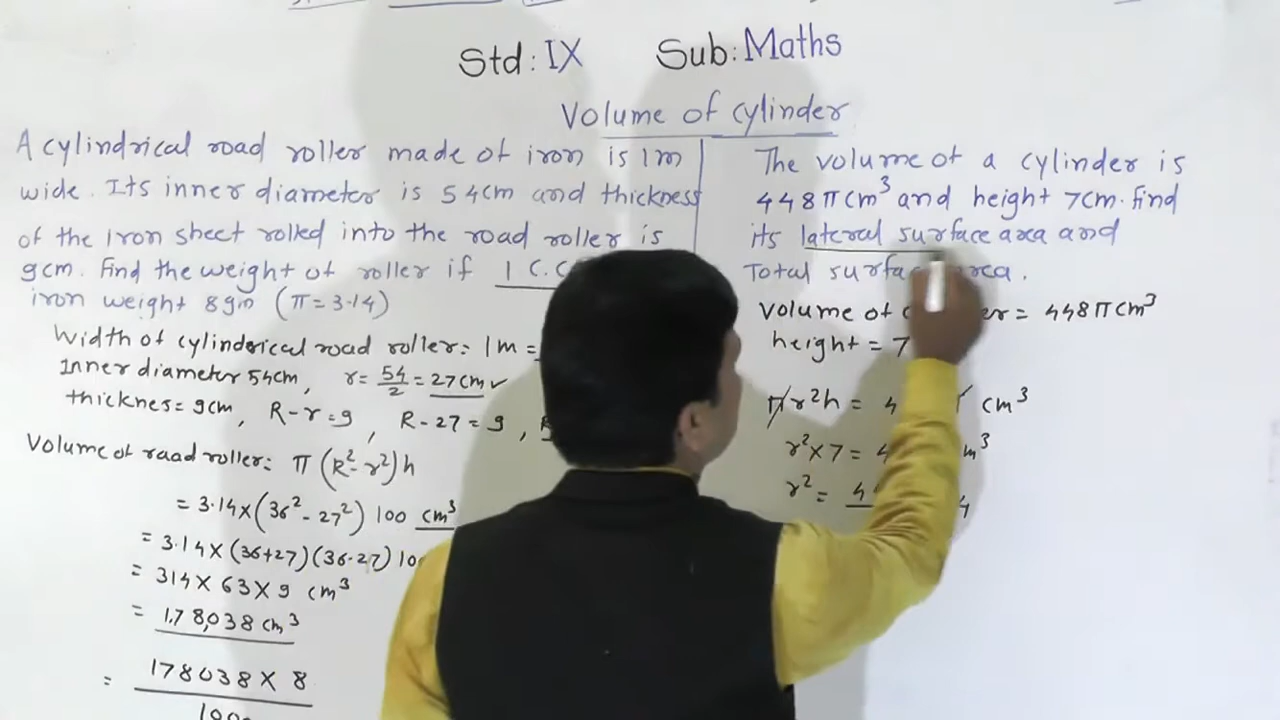 Std: IX Sub: Maths
Volume of cylinder
A cylindrical road roller made of iron is 1m
wide. Its inner diameter is 54cm and thickness
of the iron sheet rolled into the road roller is
9cm. Find the weight of roller if 1 C.C
iron weight 8gm (π=3.14)
Width of cylinderical road roller: 1m =
Inner diameter 54cm, r= 54/2 = 27cm ✓
thicknes= 9cm, R-r=9, R-27=9,
Volume of raad roller: π(R²-r²)h
= 3.14×(36²-27²) 100 cm³
= 3.14×(36+27)(36-27)
= 314×63×9 cm³
= 1,78,038 cm³
= 178038×8
The volume of a cylinder is
448π cm³ and height 7cm. find
its lateral surface area and
Total area.
volume of = 448π cm³
height = 7
πr²h = cm³
r²×7 =
r² =